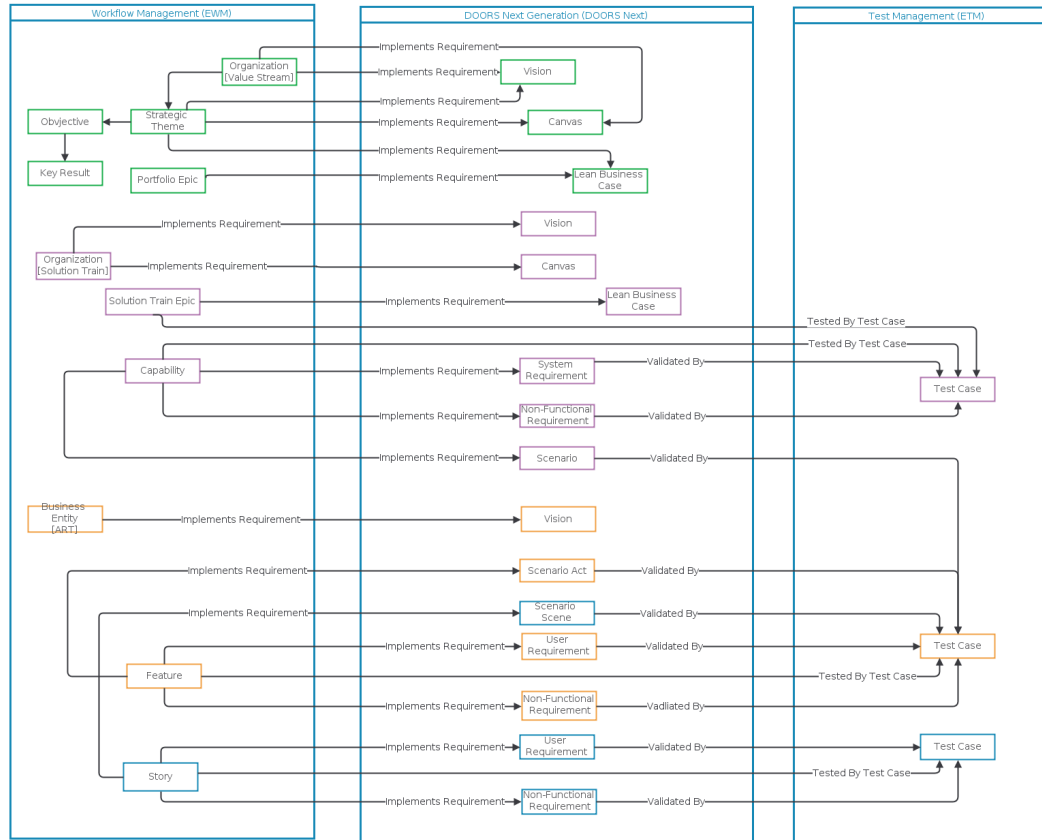 Workflow Management (EWM)
DOORS Next Generation (DOORS Next)
Test Management (ETM)
Implements Requirement
Organization
[Value Stream]
Implements Requirement
Vision
Implements Requirement
Obvjective
Strategic
Theme
Implements Requirement
Canvas
Implements Requirement
Key Result
Portfolio Epic
Implements Requirement
Lean Business
Case
Implements Requirement
Vision
Organization
[Solution Train]
Implements Requirement
Canvas
Solution Train Epic
Implements Requirement
Lean Business
Case
Tested By Test Case
Tested By Test Case
Capability
Implements Requirement
System
Requirement
Validated By
Test Case
Implements Requirement
Non-Functional
Requirement
Validated By
Implements Requirement
Scenario
Validated By
Business
Entity
[ART]
Implements Requirement
Vision
Implements Requirement
Scenario Act
Validated By
Implements Requirement
Scenario
Scene
Validated By
Implements Requirement
User
Requirement
Validated By
Test Case
Feature
Tested By Test Case
Implements Requirement
Non-Functional
Requirement
Vadliated By
Implements Requirement
User
Requirement
Validated By
Test Case
Story
Tested By Test Case
Implements Requirement
Non-Functional
Requirement
Validated By